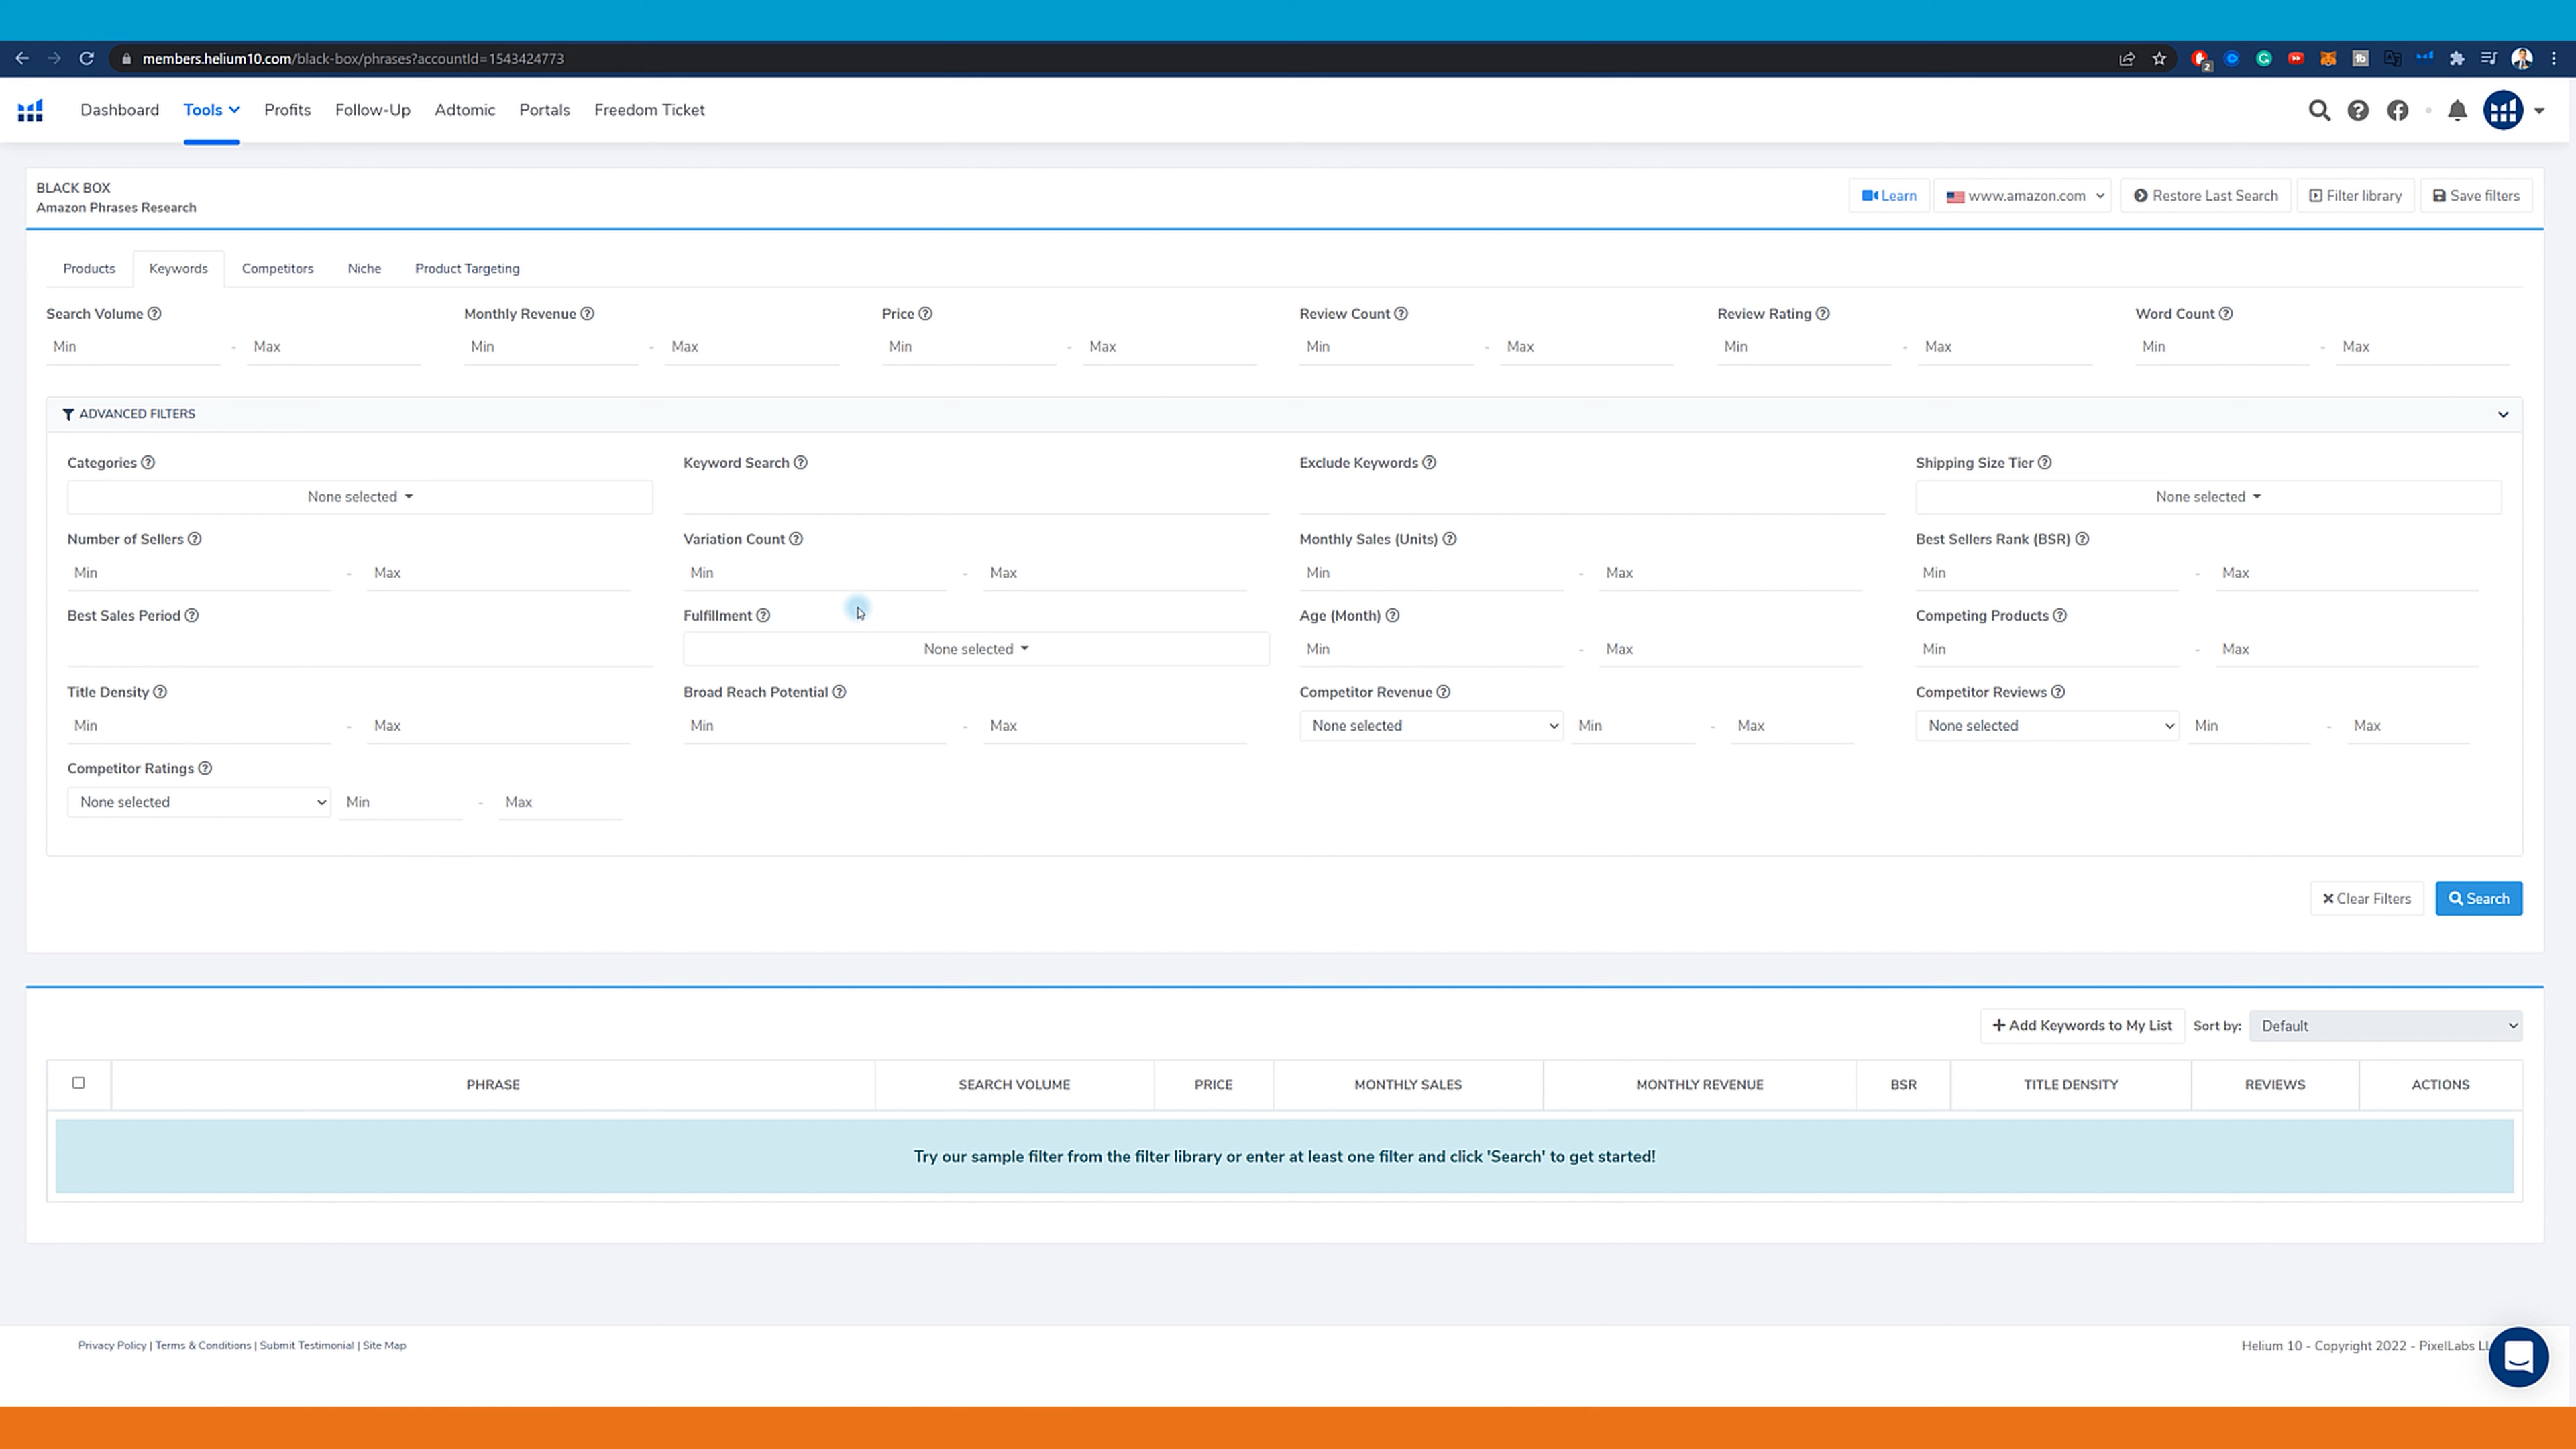 members.helium10.com/black-box/phrases?accountId=1543424773
2
Dashboard Tools Profits Follow-Up Adtomic Portals Freedom Ticket
BLACK BOX
Amazon Phrases Research
Learn www.amazon.com Restore Last Search Filter library Save filters
Products Keywords Competitors Niche Product Targeting
Search Volume Monthly Revenue Price Review Count Review Rating Word Count
Min - Max Min - Max Min - Max Min - Max Min - Max Min - Max
ADVANCED FILTERS
Categories Keyword Search Exclude Keywords Shipping Size Tier
None selected None selected
Number of Sellers Variation Count Monthly Sales (Units) Best Sellers Rank (BSR)
Min - Max Min - Max Min - Max Min - Max
Best Sales Period Fulfillment Age (Month) Competing Products
None selected Min - Max Min - Max
Title Density Broad Reach Potential Competitor Revenue Competitor Reviews
Min - Max Min - Max None selected Min - Max None selected Min - Max
Competitor Ratings
None selected Min - Max
Clear Filters Search
Add Keywords to My List Sort by: Default
PHRASE SEARCH VOLUME PRICE MONTHLY SALES MONTHLY REVENUE BSR TITLE DENSITY REVIEWS ACTIONS
Try our sample filter from the filter library or enter at least one filter and click 'Search' to get started!
Privacy Policy | Terms & Conditions | Submit Testimonial | Site Map
Helium 10 - Copyright 2022 - PixelLabs